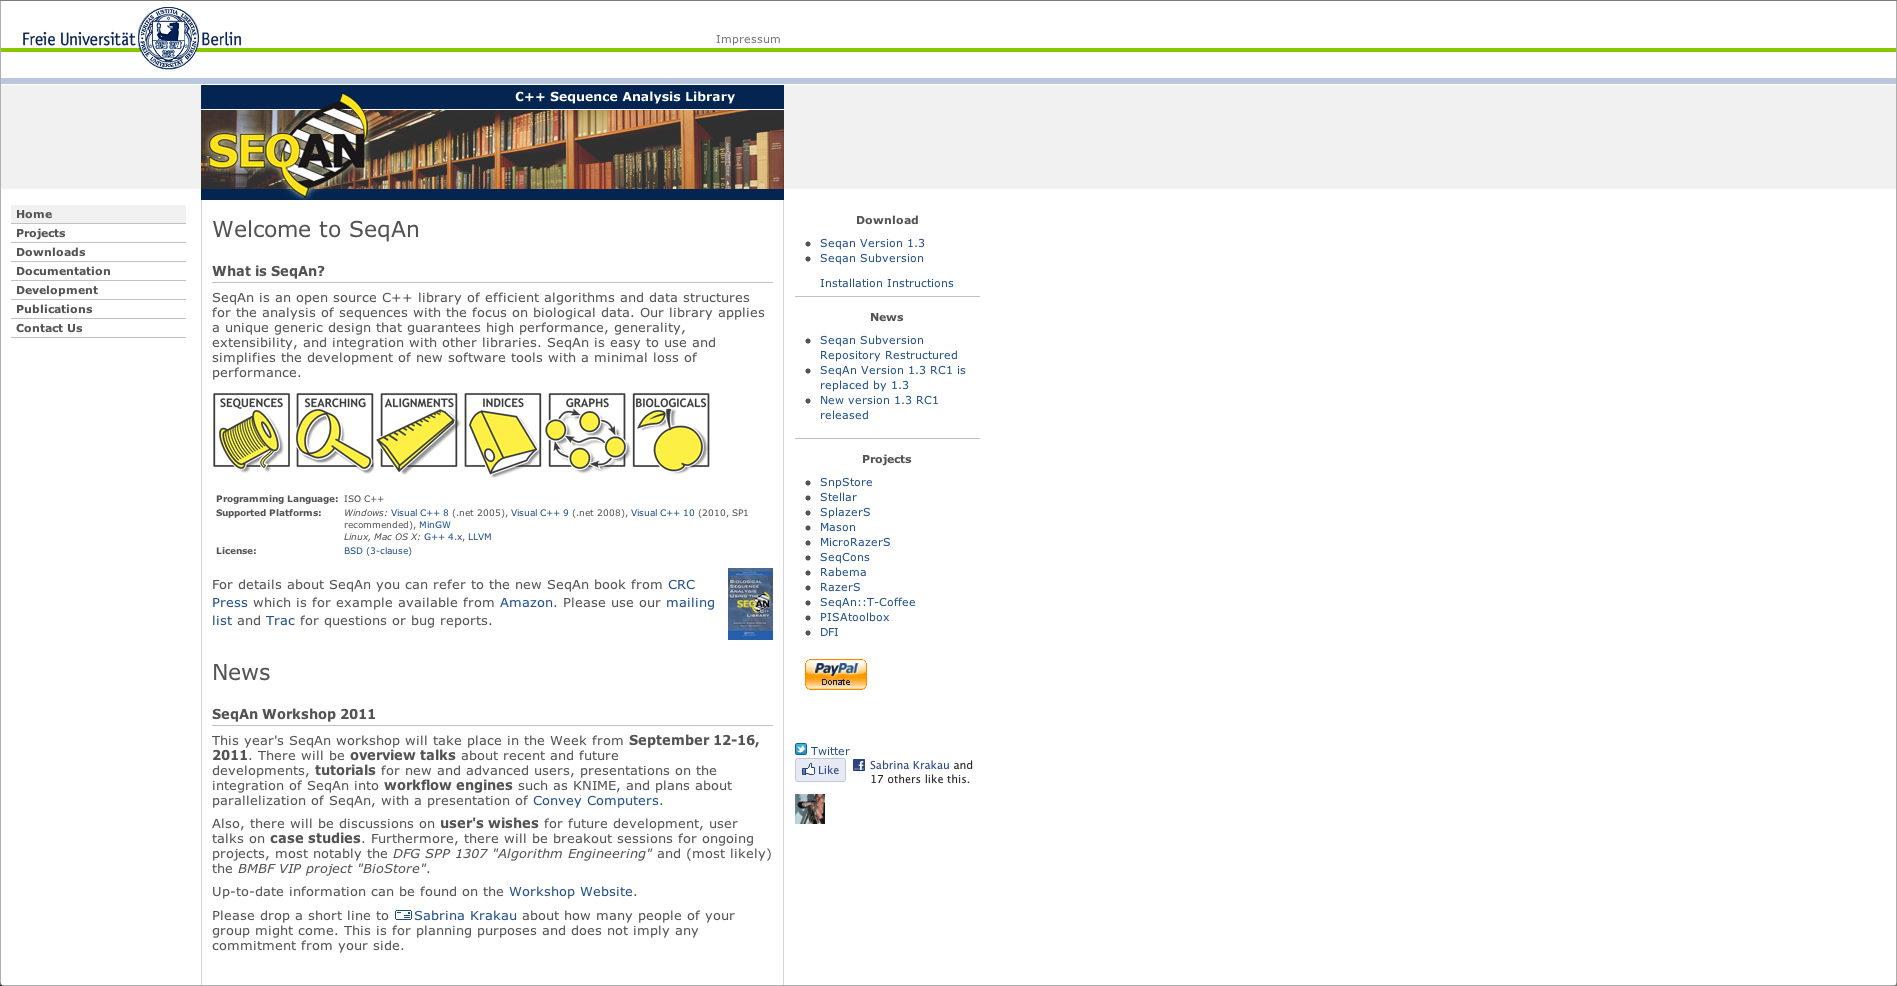 Freie Universität Berlin
Impressum
C++ Sequence Analysis Library
SEQAN
Home
Projects
Downloads
Documentation
Development
Publications
Contact Us
Welcome to SeqAn
What is SeqAn?
SeqAn is an open source C++ library of efficient algorithms and data structures
for the analysis of sequences with the focus on biological data. Our library applies
a unique generic design that guarantees high performance, generality,
extensibility, and integration with other libraries. SeqAn is easy to use and
simplifies the development of new software tools with a minimal loss of
performance.
SEQUENCES SEARCHING ALIGNMENTS INDICES GRAPHS BIOLOGICALS
Programming Language: ISO C++
Supported Platforms: Windows: Visual C++ 8 (.net 2005), Visual C++ 9 (.net 2008), Visual C++ 10 (2010, SP1
recommended), MinGW
Linux, Mac OS X: G++ 4.x, LLVM
License: BSD (3-clause)
For details about SeqAn you can refer to the new SeqAn book from CRC
Press which is for example available from Amazon. Please use our mailing
list and Trac for questions or bug reports.
BIOLOGICAL
SEQUENCE
ANALYSIS
USING THE
SEQAN
C++
LIBRARY
News
SeqAn Workshop 2011
This year's SeqAn workshop will take place in the Week from September 12-16,
2011. There will be overview talks about recent and future
developments, tutorials for new and advanced users, presentations on the
integration of SeqAn into workflow engines such as KNIME, and plans about
parallelization of SeqAn, with a presentation of Convey Computers.
Also, there will be discussions on user's wishes for future development, user
talks on case studies. Furthermore, there will be breakout sessions for ongoing
projects, most notably the DFG SPP 1307 "Algorithm Engineering" and (most likely)
the BMBF VIP project "BioStore".
Up-to-date information can be found on the Workshop Website.
Please drop a short line to Sabrina Krakau about how many people of your
group might come. This is for planning purposes and does not imply any
commitment from your side.
Download
Seqan Version 1.3
Seqan Subversion
Installation Instructions
News
Seqan Subversion
Repository Restructured
SeqAn Version 1.3 RC1 is
replaced by 1.3
New version 1.3 RC1
released
Projects
SnpStore
Stellar
SplazerS
Mason
MicroRazerS
SeqCons
Rabema
RazerS
SeqAn::T-Coffee
PISAtoolbox
DFI
PayPal
Donate
Twitter
Like
Sabrina Krakau and
17 others like this.